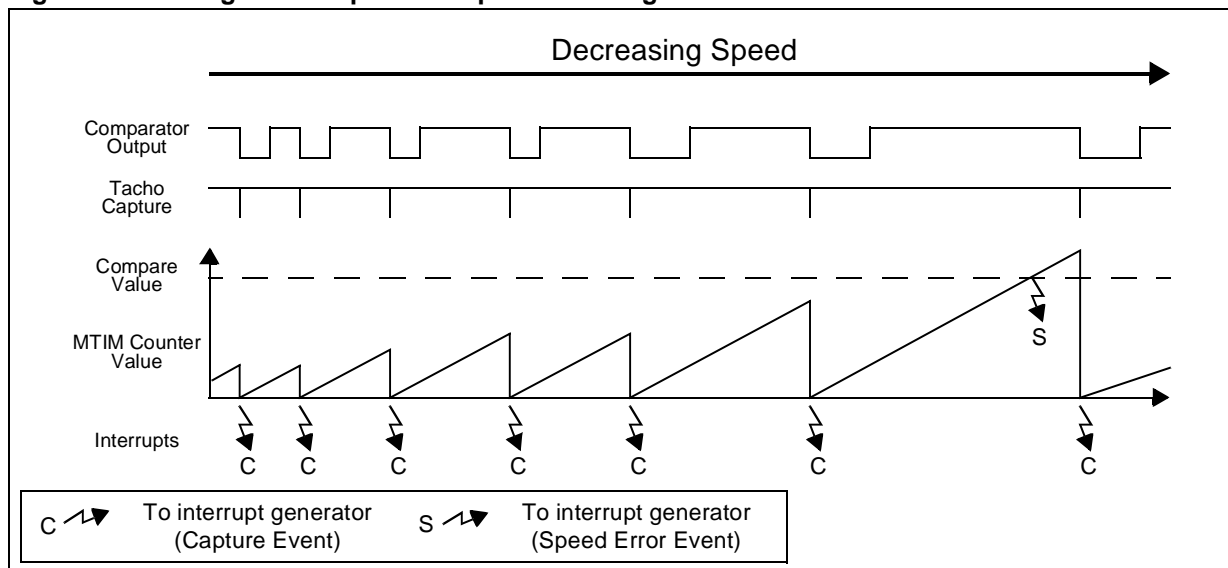 Decreasing Speed
Comparator
Output
Tacho
Capture
Compare
Value
MTIM Counter
Value
S
Interrupts
C C C C C C C
C To interrupt generator
(Capture Event)
S To interrupt generator
(Speed Error Event)